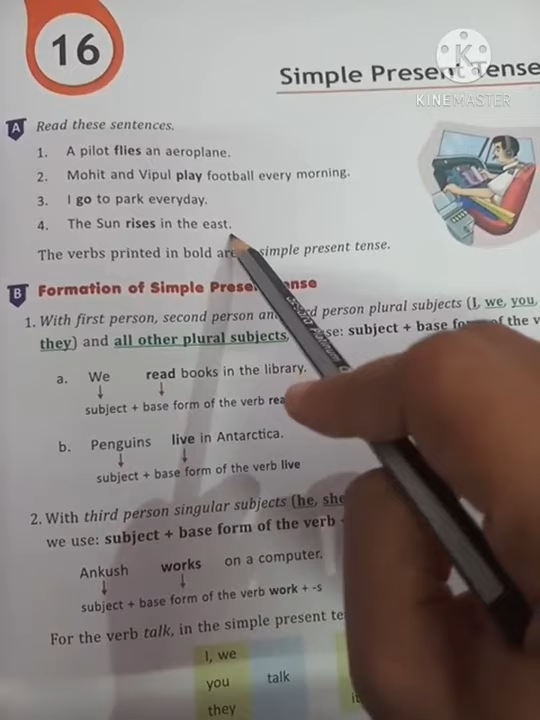 16
Simple Present Tense
KINEMASTER
A Read these sentences.
1. A pilot flies an aeroplane.
2. Mohit and Vipul play football every morning.
3. I go to park everyday.
4. The Sun rises in the east.
The verbs printed in bold are simple present tense.
B Formation of Simple Present Tense
1. With first person, second person and person plural subjects (I, we, you,
they) and all other plural subjects, use: subject + base form of the
a. We read books in the library.
subject + base form of the verb
b. Penguins live in Antarctica.
subject + base form of the verb live
2. With third person singular subjects (he, she
we use: subject + base form of the verb
Ankush works on a computer.
subject + base form of the verb work + -s
For the verb talk, in the simple present
I, we
you talk
they